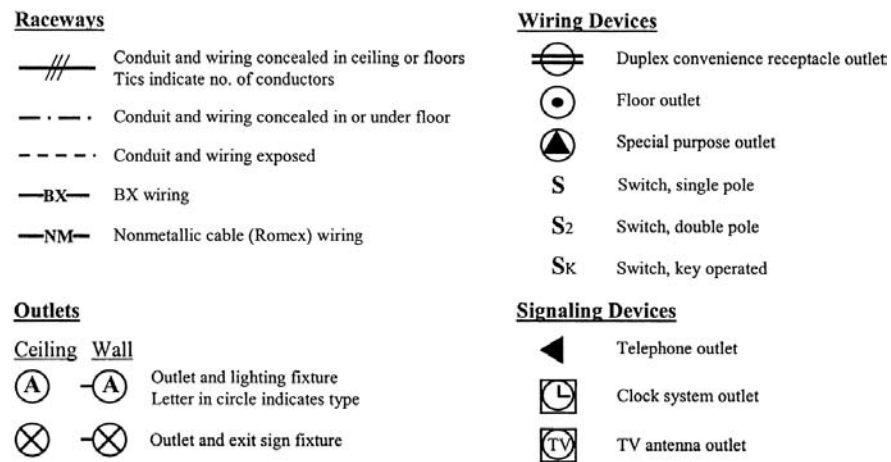 Raceways
Conduit and wiring concealed in ceiling or floors
Tics indicate no. of conductors
Conduit and wiring concealed in or under floor
Conduit and wiring exposed
BX BX wiring
NM Nonmetallic cable (Romex) wiring
Outlets
Ceiling Wall
A A Outlet and lighting fixture
Letter in circle indicates type
Outlet and exit sign fixture
Wiring Devices
Duplex convenience receptacle outlet
Floor outlet
Special purpose outlet
S Switch, single pole
S2 Switch, double pole
SK Switch, key operated
Signaling Devices
Telephone outlet
Clock system outlet
TV TV antenna outlet